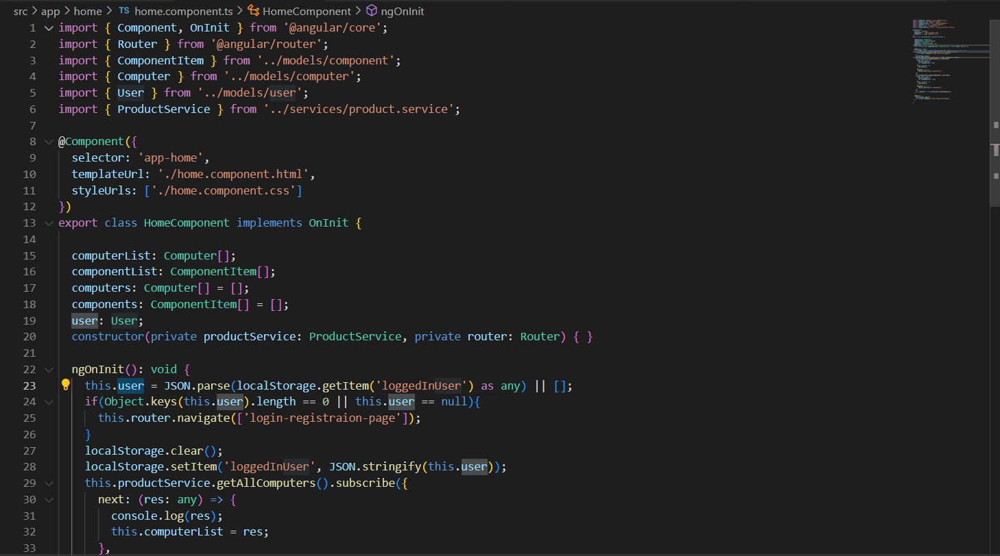 src > app > home > TS home.component.ts > HomeComponent > ngOnInit
1 import { Component, OnInit } from '@angular/core';
2 import { Router } from '@angular/router';
3 import { ComponentItem } from '../models/component';
4 import { Computer } from '../models/computer';
5 import { User } from '../models/user';
6 import { ProductService } from '../services/product.service';
7
8 @Component({
9   selector: 'app-home',
10   templateUrl: './home.component.html',
11   styleUrls: ['./home.component.css']
12 })
13 export class HomeComponent implements OnInit {
14
15   computerList: Computer[];
16   componentList: ComponentItem[];
17   computers: Computer[] = [];
18   components: ComponentItem[] = [];
19   user: User;
20   constructor(private productService: ProductService, private router: Router) { }
21
22   ngOnInit(): void {
23     this.user = JSON.parse(localStorage.getItem('loggedInUser') as any) || [];
24     if(Object.keys(this.user).length == 0 || this.user == null){
25       this.router.navigate(['login-registraion-page']);
26     }
27     localStorage.clear();
28     localStorage.setItem('loggedInUser', JSON.stringify(this.user));
29     this.productService.getAllComputers().subscribe({
30       next: (res: any) => {
31         console.log(res);
32         this.computerList = res;
33       },